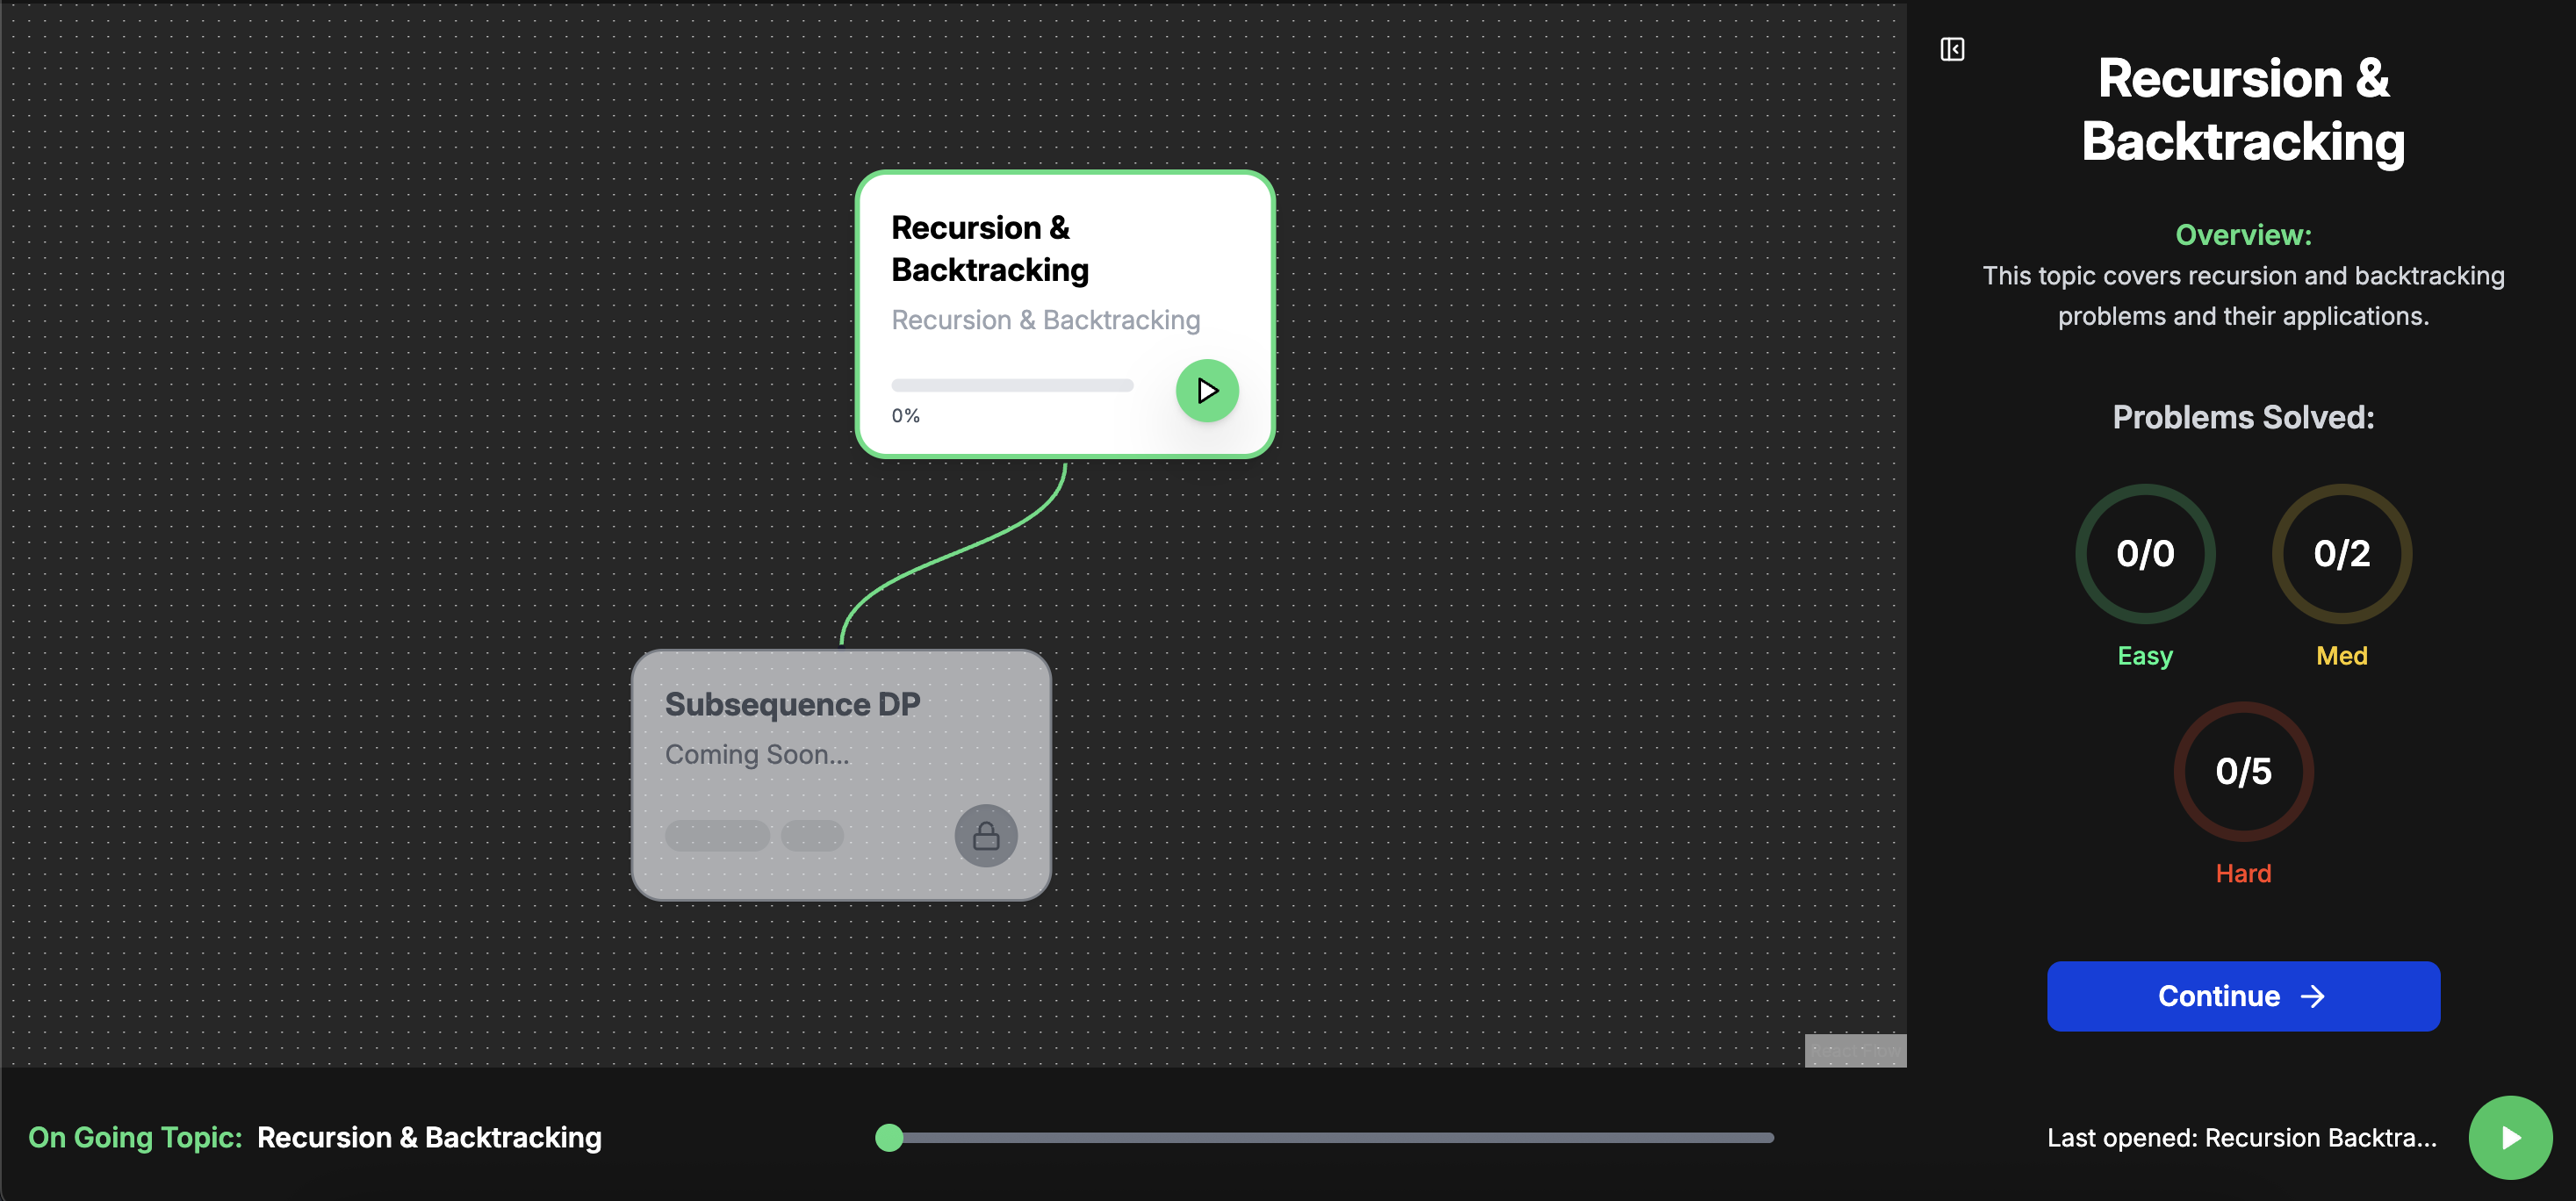 Recursion &
Backtracking
Recursion & Backtracking
0%
Subsequence DP
Coming Soon...
Recursion &
Backtracking
Overview:
This topic covers recursion and backtracking
problems and their applications.
Problems Solved:
0/0
0/2
Easy
Med
0/5
Hard
Continue
On Going Topic: Recursion & Backtracking
Last opened: Recursion Backtra...